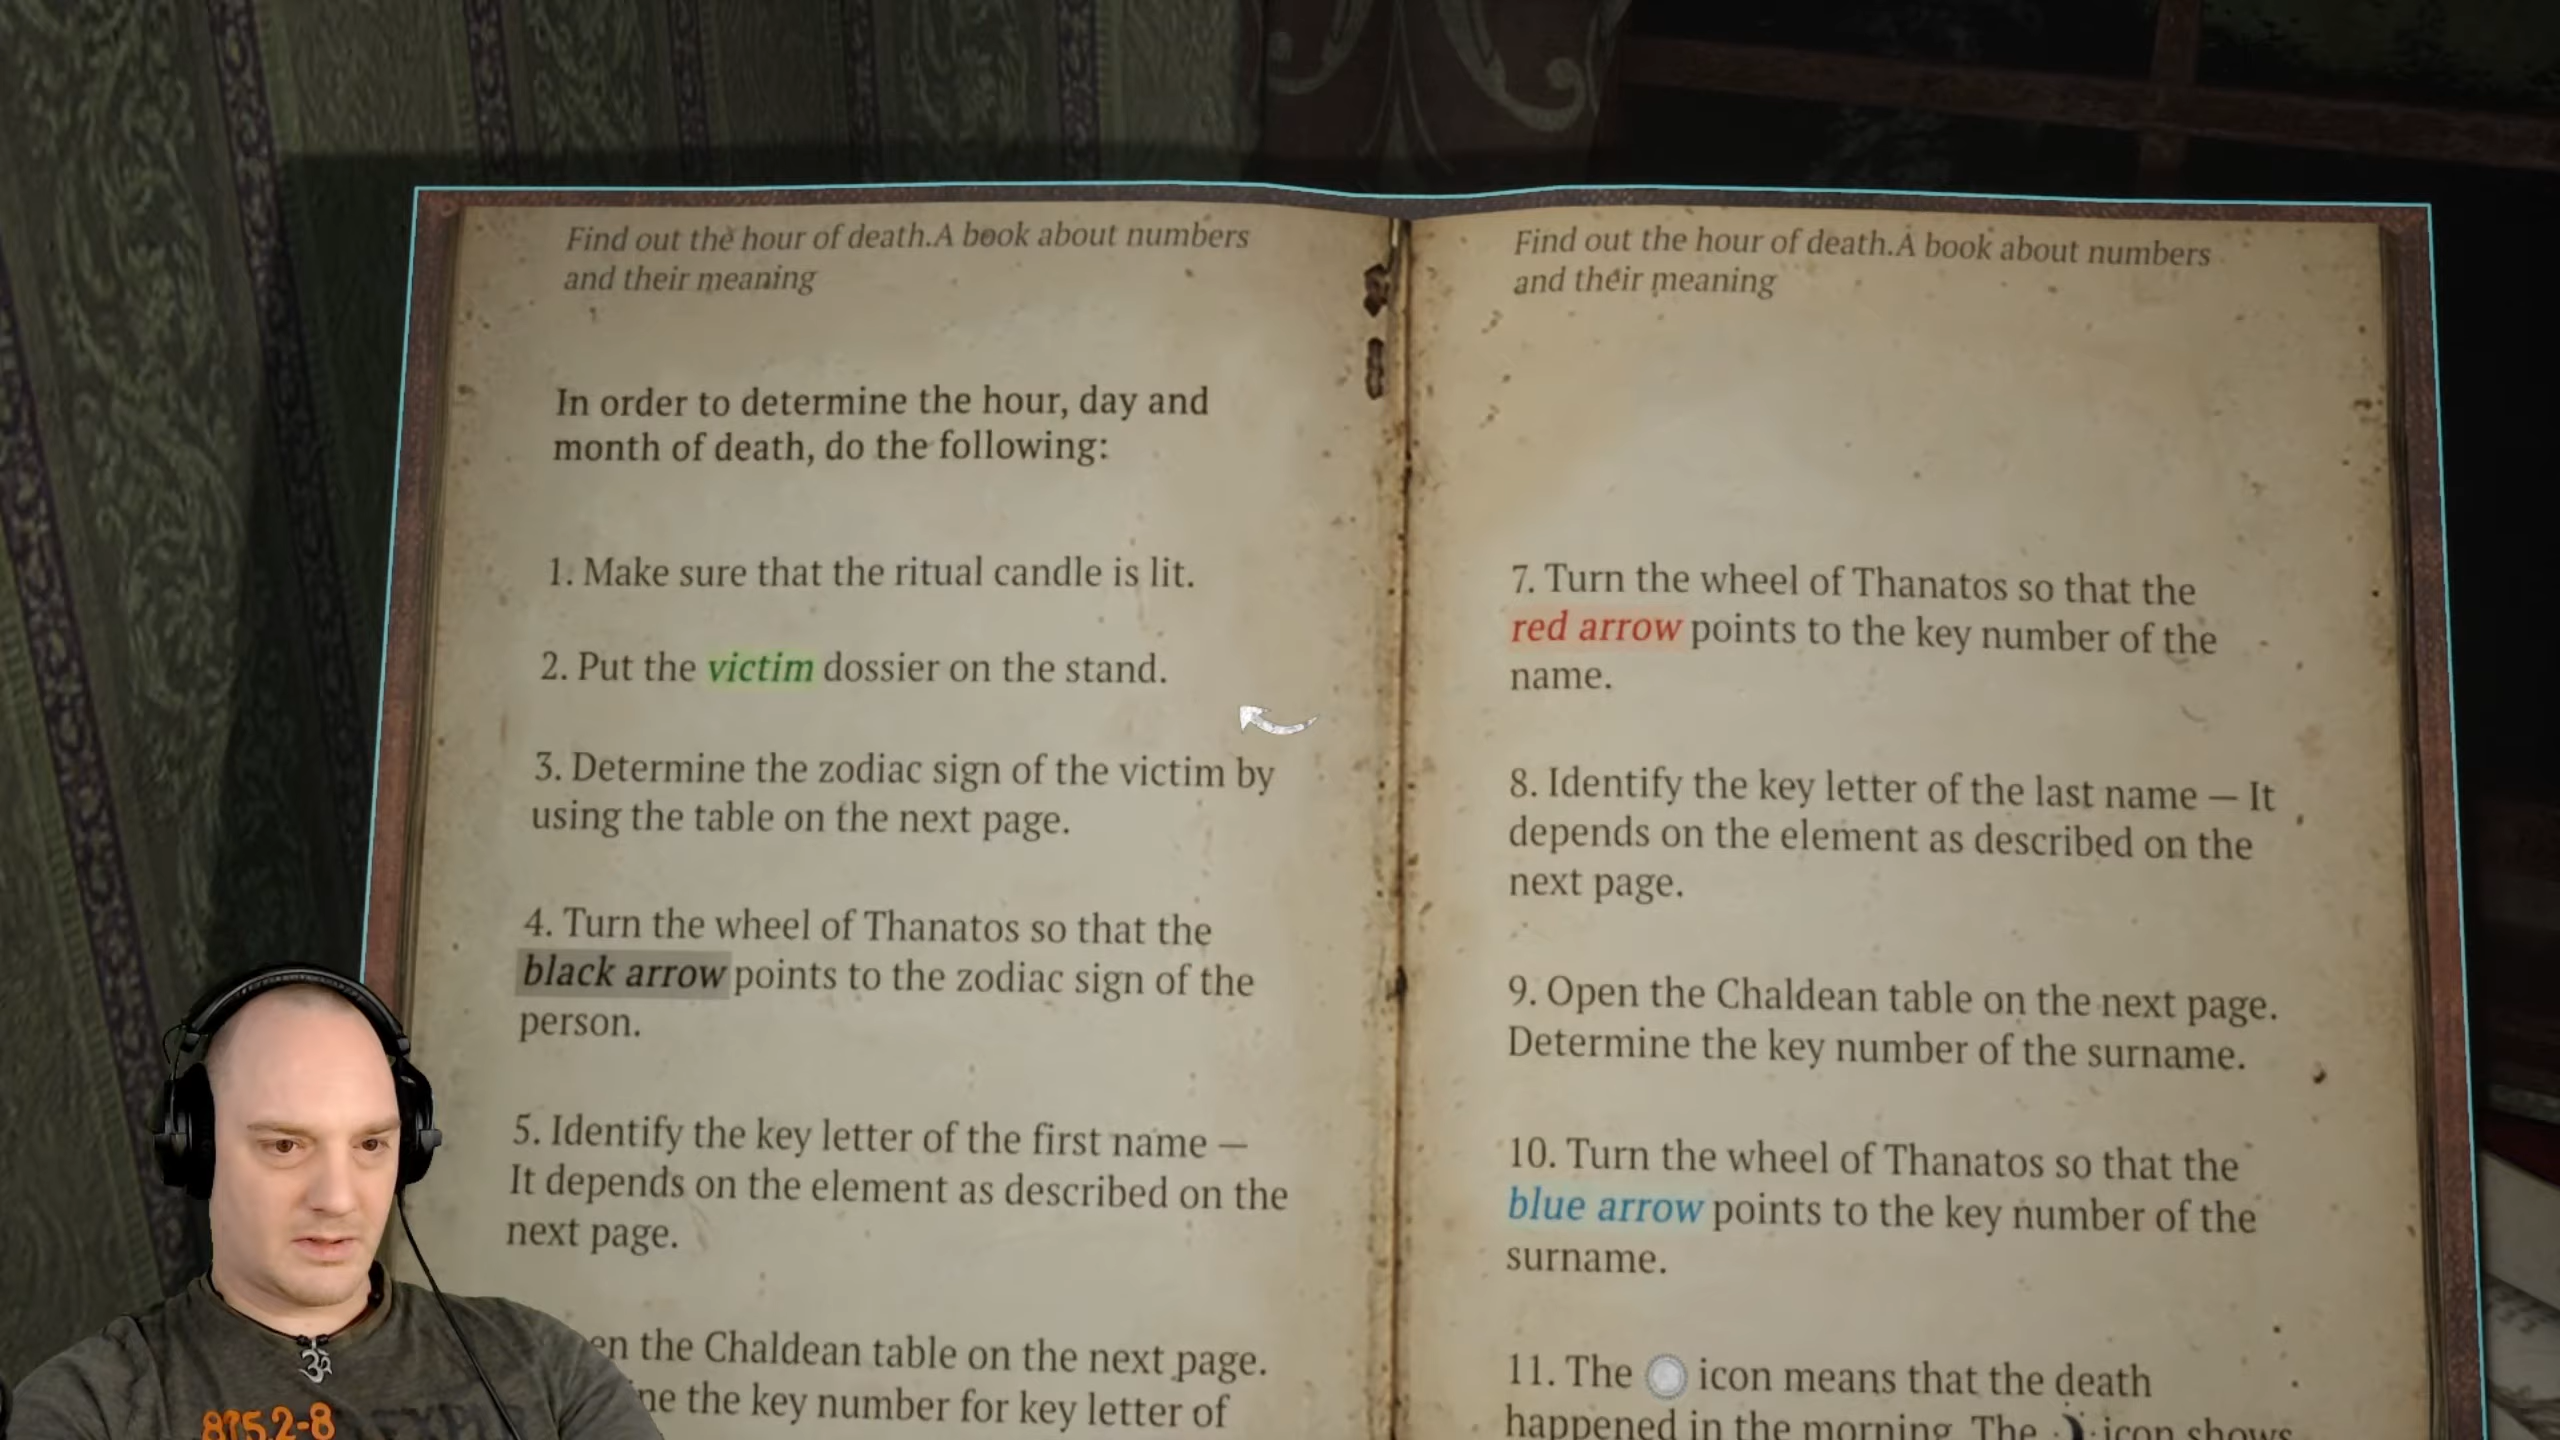 Find out the hour of death.A book about numbers
and their meaning
In order to determine the hour, day and
month of death, do the following:
1. Make sure that the ritual candle is lit.
2. Put the victim dossier on the stand.
3. Determine the zodiac sign of the victim by
using the table on the next page.
4. Turn the wheel of Thanatos so that the
black arrow points to the zodiac sign of the
person.
5. Identify the key letter of the first name —
It depends on the element as described on the
next page.
the Chaldean table on the next page.
the key number for key letter of
Find out the hour of death.A book about numbers
and their meaning
7. Turn the wheel of Thanatos so that the
red arrow points to the key number of the
name.
8. Identify the key letter of the last name — It
depends on the element as described on the
next page.
9. Open the Chaldean table on the next page.
Determine the key number of the surname.
10. Turn the wheel of Thanatos so that the
blue arrow points to the key number of the
surname.
11. The icon means that the death
happened in the morning. The icon shows
ॐ
815.2-8